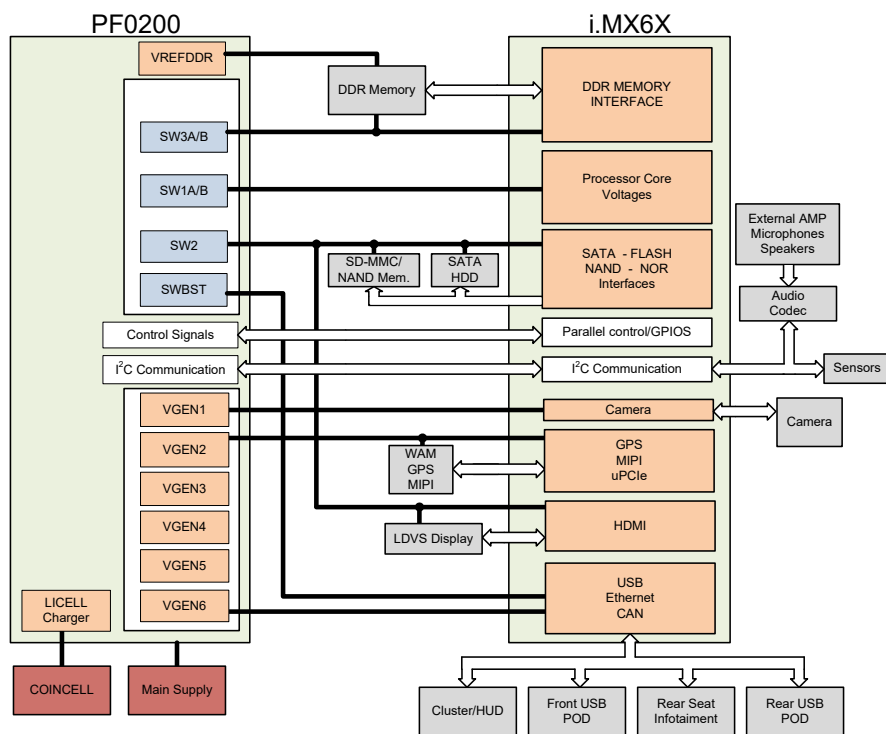 PF0200
i.MX6X
VREFDDR
DDR Memory
DDR MEMORY
INTERFACE
SW3A/B
SW1A/B
Processor Core
Voltages
SW2
SD-MMC/
NAND Mem.
SATA
HDD
SATA - FLASH
NAND - NOR
Interfaces
External AMP
Microphones
Speakers
SWBST
Audio
Codec
Control Signals
Parallel control/GPIOS
I²C Communication
I²C Communication
Sensors
VGEN1
Camera
Camera
VGEN2
WAM
GPS
MIPI
GPS
MIPI
uPCIe
VGEN3
VGEN4
LDVS Display
HDMI
VGEN5
VGEN6
USB
Ethernet
CAN
LICELL
Charger
COINCELL
Main Supply
Cluster/HUD
Front USB
POD
Rear Seat
Infotaiment
Rear USB
POD